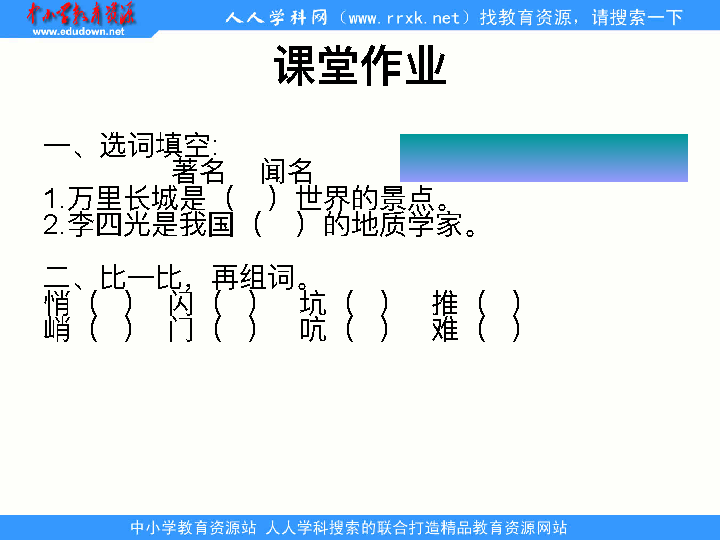 中小学教育资源
www.edudown.net
人人学科网（www.rrxk.net）找教育资源，请搜索一下
课堂作业
一、选词填空:
著名 闻名
1.万里长城是（ ）世界的景点。
2.李四光是我国（ ）的地质学家。
二、比一比，再组词。
悄（ ） 闪（ ） 坑（ ） 推（ ）
峭（ ） 门（ ） 吭（ ） 难（ ）
中小学教育资源站 人人学科搜索的联合打造精品教育资源网站